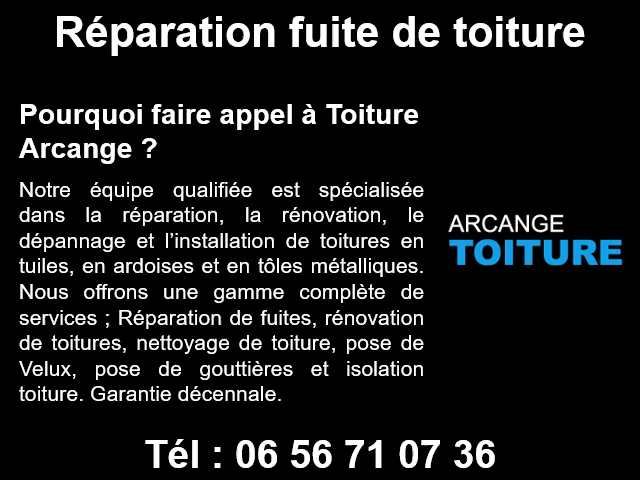 Réparation fuite de toiture
Pourquoi faire appel à Toiture
Arcange ?
Notre équipe qualifiée est spécialisée
dans la réparation, la rénovation, le
dépannage et l’installation de toitures en
tuiles, en ardoises et en tôles métalliques.
Nous offrons une gamme complète de
services ; Réparation de fuites, rénovation
de toitures, nettoyage de toiture, pose de
Velux, pose de gouttières et isolation
toiture. Garantie décennale.
ARCANGE
TOITURE
Tél : 06 56 71 07 36